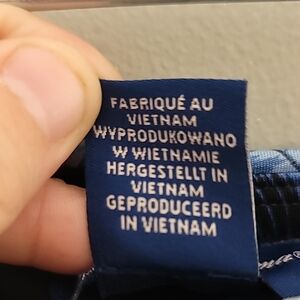 FABRIQUÉ AU
VIETNAM
WYPRODUKOWANO
W WIETNAMIE
HERGESTELLT IN
VIETNAM
GEPRODUCEERD
IN VIETNAM